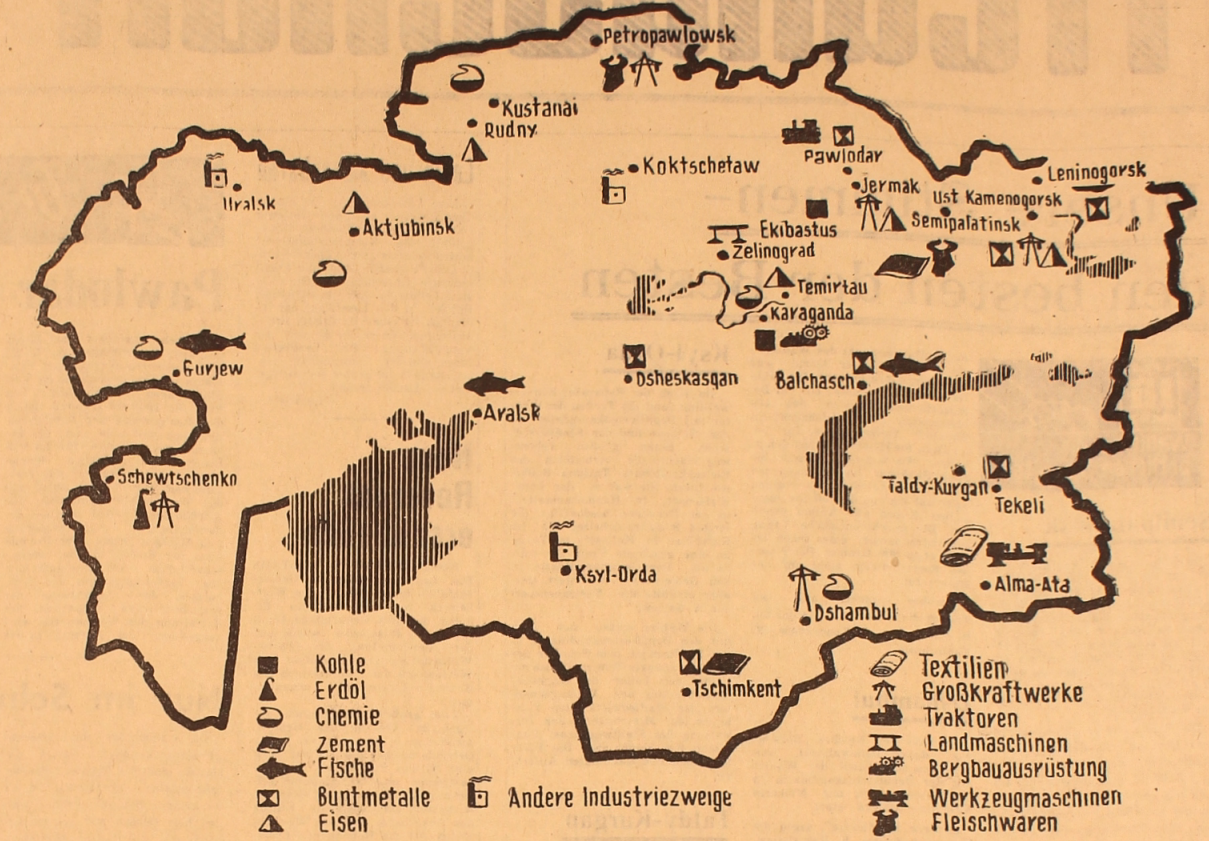 Petropawlowsk
Kustanai
Rudny
Koktschetaw
Pawlodar
Jermak
Leninogorsk
Ust Kamenogorsk
Semipalatinsk
Uralsk
Aktjubinsk
Ekibastus
Zelinograd
Temirtau
Karaganda
Gurjew
Dsheskasgan
Balchasch
Aralsk
Schewtschenko
Taldy-Kurgan
Tekeli
Ksyl-Orda
Alma-Ata
Dshambul
Tschimkent
Kohle
Erdöl
Chemie
Zement
Fische
Buntmetalle
Eisen
Andere Industriezweige
Textilien
Großkraftwerke
Traktoren
Landmaschinen
Bergbauausrüstung
Werkzeugmaschinen
Fleischwaren